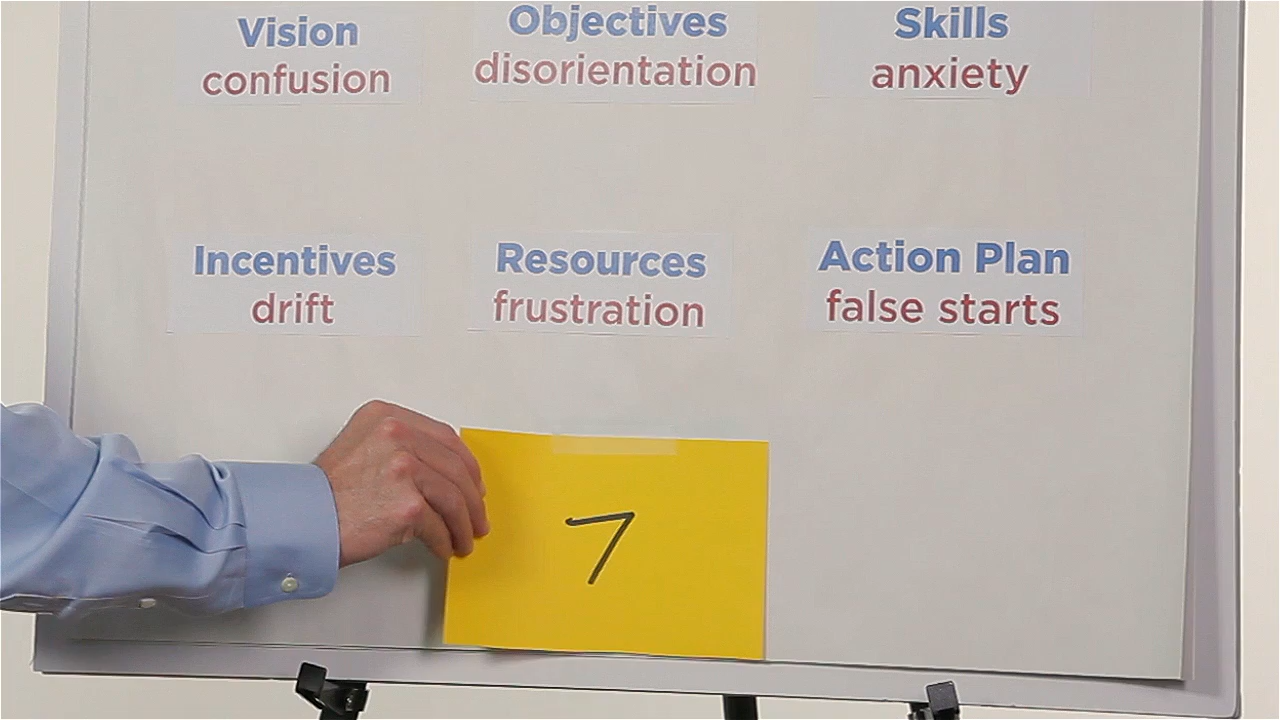 Vision
confusion
Objectives
disorientation
Skills
anxiety
Incentives
drift
Resources
frustration
Action Plan
false starts
7